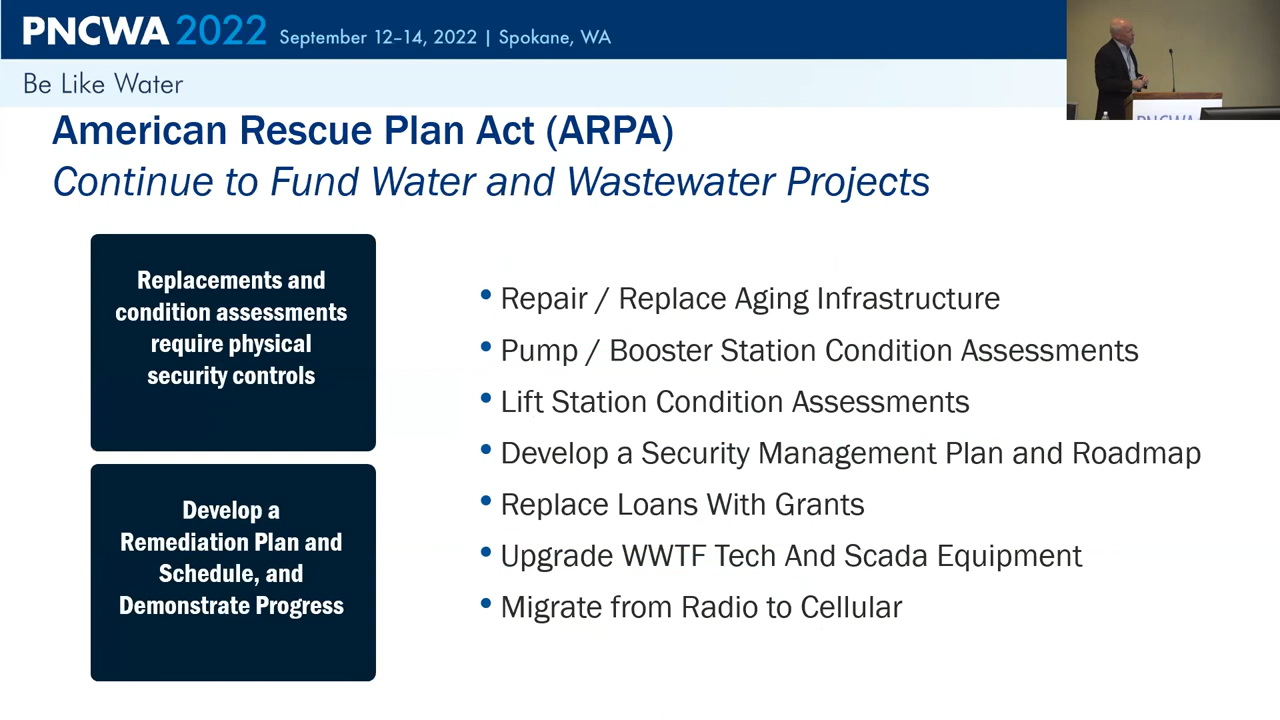 PNCWA 2022 September 12–14, 2022 | Spokane, WA
Be Like Water
PNCWA
American Rescue Plan Act (ARPA)
Continue to Fund Water and Wastewater Projects
Replacements and
condition assessments
require physical
security controls
Develop a
Remediation Plan and
Schedule, and
Demonstrate Progress
• Repair / Replace Aging Infrastructure
• Pump / Booster Station Condition Assessments
• Lift Station Condition Assessments
• Develop a Security Management Plan and Roadmap
• Replace Loans With Grants
• Upgrade WWTF Tech And Scada Equipment
• Migrate from Radio to Cellular